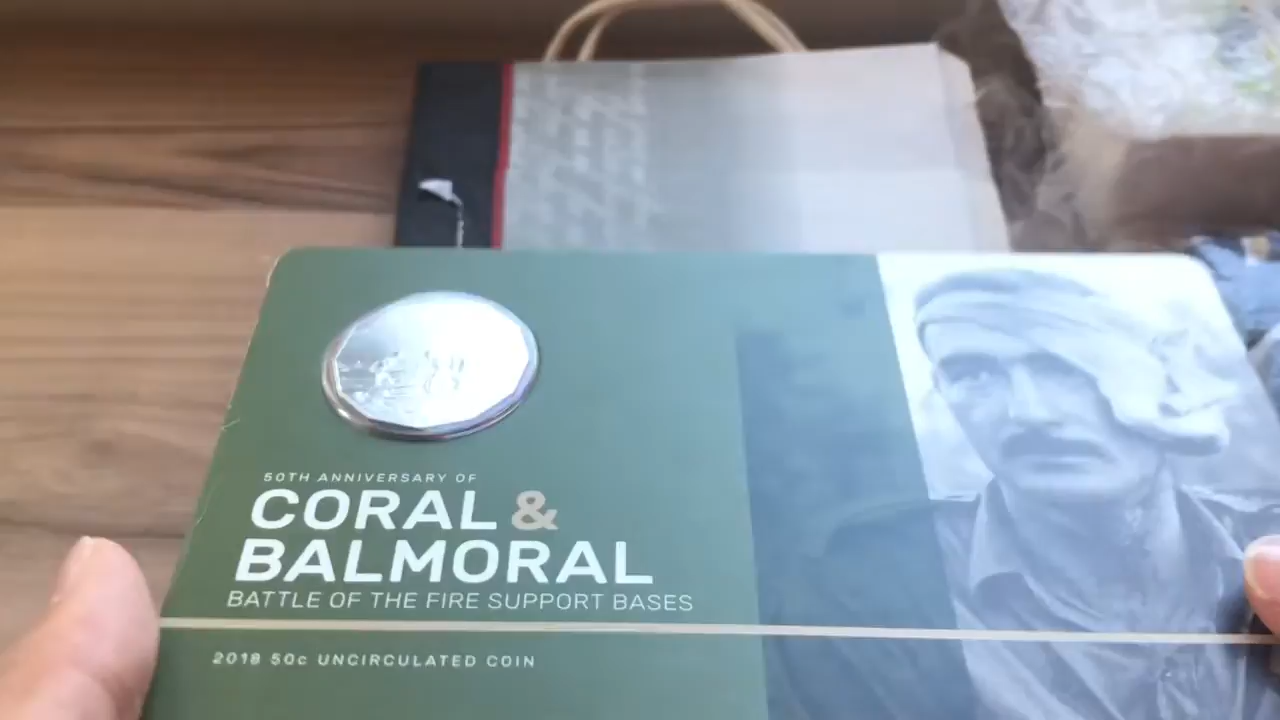 50TH ANNIVERSARY OF
CORAL &
BALMORAL
BATTLE OF THE FIRE SUPPORT BASES
2018 50c UNCIRCULATED COIN